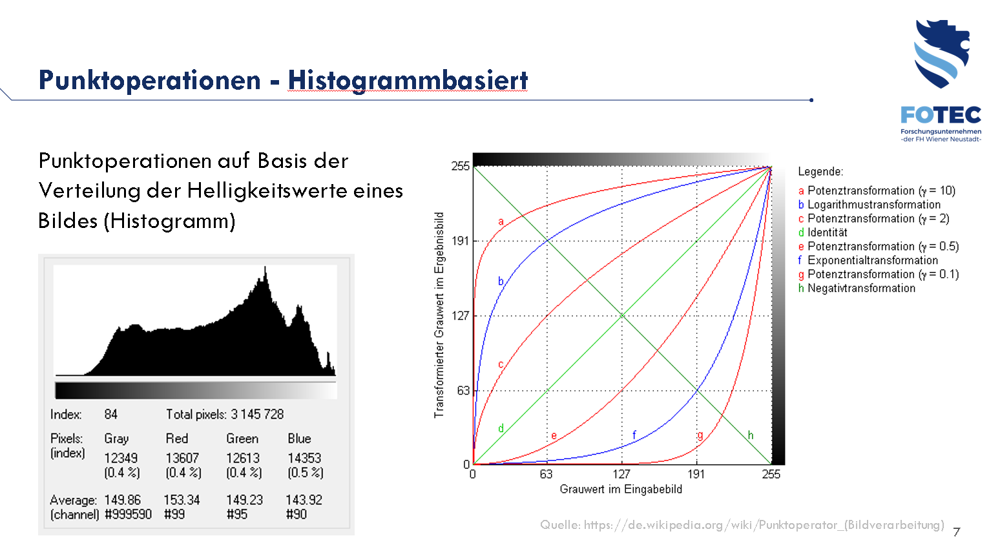 Punktoperationen - Histogrammbasiert
FOTEC
Forschungsunternehmen
-der FH Wiener Neustadt-
Punktoperationen auf Basis der
Verteilung der Helligkeitswerte eines
Bildes (Histogramm)
Index: 84 Total pixels: 3 145 728
Pixels: Gray Red Green Blue
(index) 12349 13607 12613 14353
(0.4 %) (0.4 %) (0.4 %) (0.5 %)
Average: 149.86 153.34 149.23 143.92
(channel) #999590 #99 #95 #90
Transformierter Grauwert im Ergebnisbild
255
191
127
63
0
a
b
c
d
e
f
g
h
0 63 127 191 255
Grauwert im Eingabebild
Legende:
a Potenztransformation (γ = 10)
b Logarithmustransformation
c Potenztransformation (γ = 2)
d Identität
e Potenztransformation (γ = 0.5)
f Exponentialtransformation
g Potenztransformation (γ = 0.1)
h Negativtransformation
Quelle: https://de.wikipedia.org/wiki/Punktoperator_(Bildverarbeitung)
7